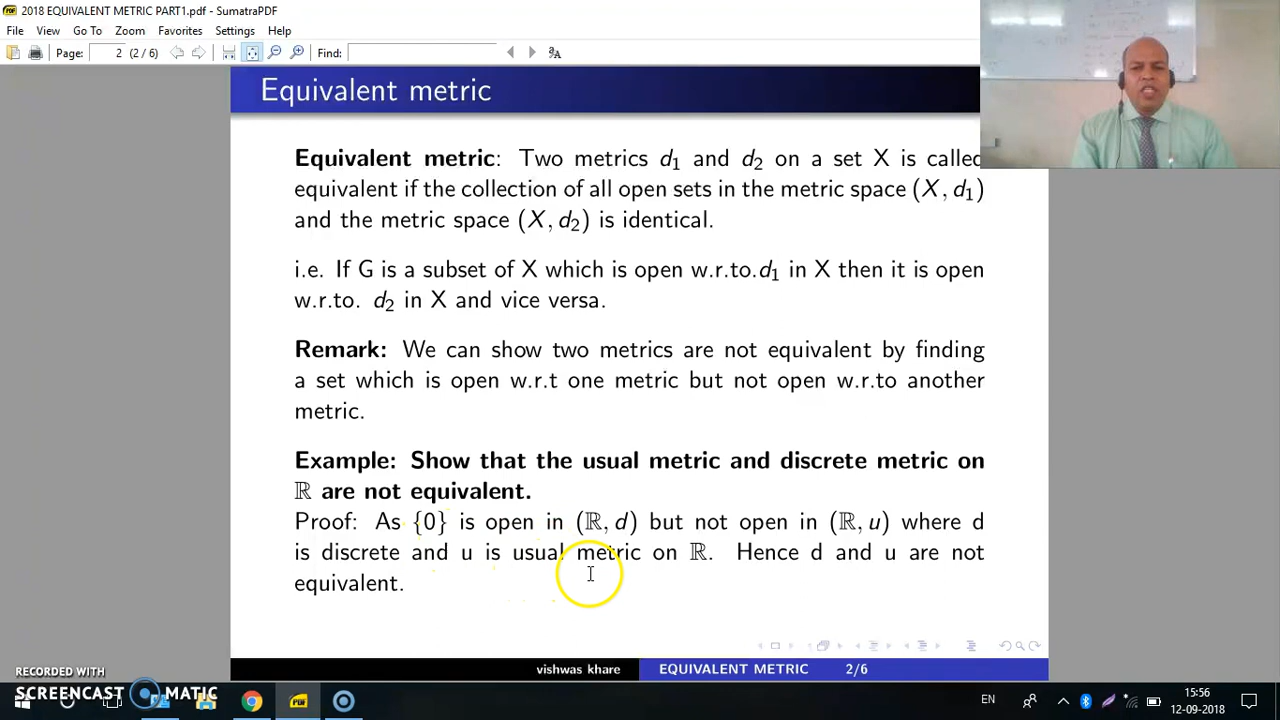 2018 EQUIVALENT METRIC PART1.pdf - SumatraPDF
File View Go To Zoom Favorites Settings Help
Page: 2 (2 / 6) Find:
Equivalent metric
Equivalent metric: Two metrics d₁ and d₂ on a set X is called
equivalent if the collection of all open sets in the metric space (X, d₁)
and the metric space (X, d₂) is identical.
i.e. If G is a subset of X which is open w.r.to.d₁ in X then it is open
w.r.to. d₂ in X and vice versa.
Remark: We can show two metrics are not equivalent by finding
a set which is open w.r.t one metric but not open w.r.to another
metric.
Example: Show that the usual metric and discrete metric on
ℝ are not equivalent.
Proof: As {0} is open in (ℝ, d) but not open in (ℝ, u) where d
is discrete and u is usual metric on ℝ. Hence d and u are not
equivalent.
vishwas khare EQUIVALENT METRIC 2/6
RECORDED WITH
SCREENCAST MATIC
EN
15:56
12-09-2018